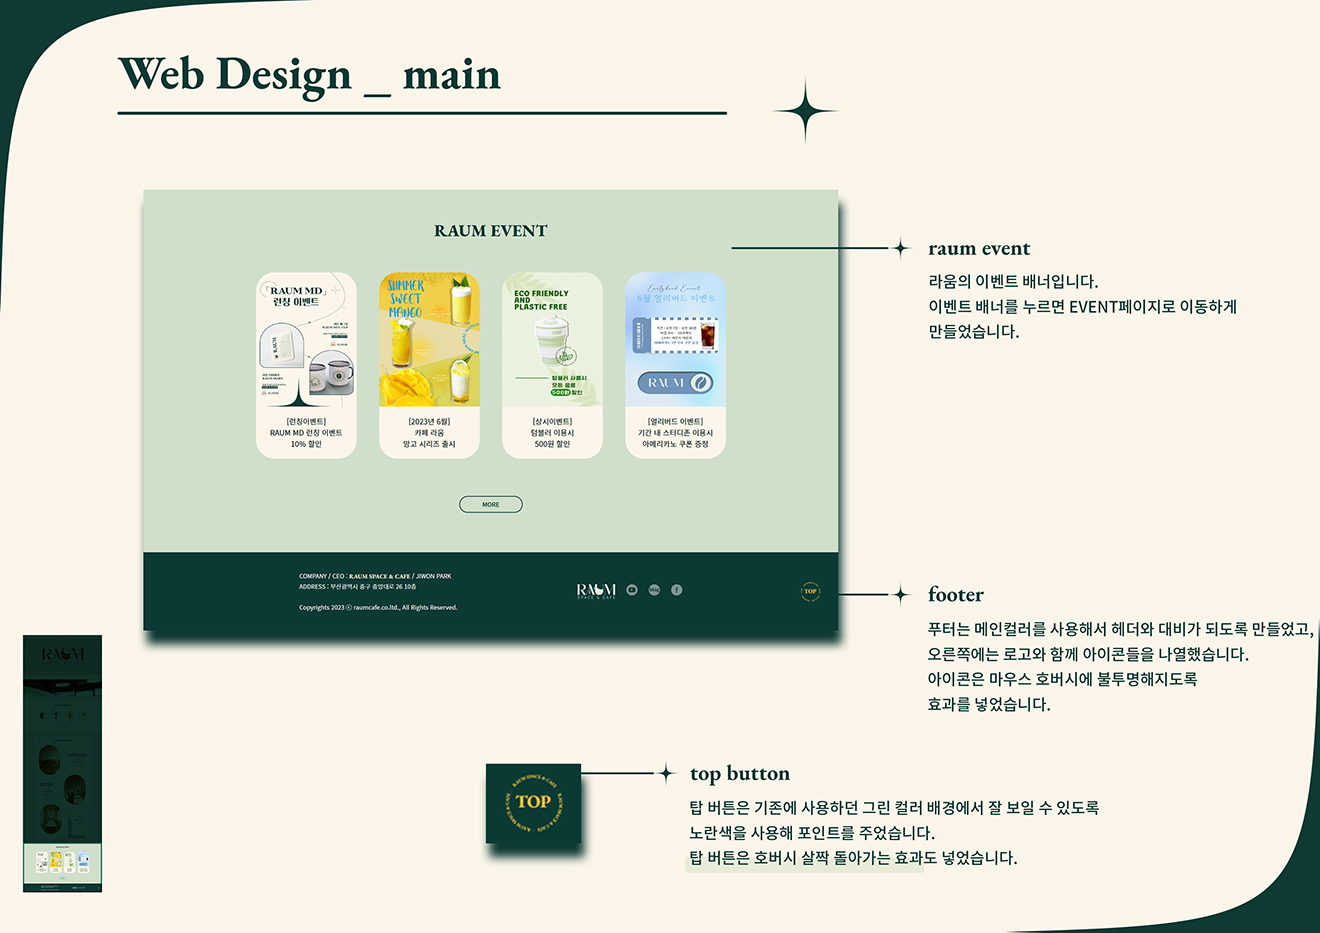 Web Design _ main
RAUM EVENT
「RAUM MD」
런칭 이벤트
SUMMER
SWEET
MANGO
ECO FRIENDLY
AND
PLASTIC FREE
텀블러 사용시
모든 음료
500원 할인
Earlybird Event
6월 얼리버드 이벤트
RAUM
[런칭이벤트]
RAUM MD 런칭 이벤트
10% 할인
[2023년 6월]
카페 라움
망고 시리즈 출시
[상시이벤트]
텀블러 이용시
500원 할인
[얼리버드 이벤트]
기간 내 스터디존 이용시
아메리카노 쿠폰 증정
MORE
raum event
라움의 이벤트 배너입니다.
이벤트 배너를 누르면 EVENT페이지로 이동하게
만들었습니다.
COMPANY / CEO : RAUM SPACE & CAFE / JIWON PARK
ADDRESS : 부산광역시 중구 중앙대로 26 10층
Copyrights 2023 ⓒ raumcafe.co.ltd., All Rights Reserved.
RAUM
SPACE & CAFE
blog
TOP
footer
푸터는 메인컬러를 사용해서 헤더와 대비가 되도록 만들었고,
오른쪽에는 로고와 함께 아이콘들을 나열했습니다.
아이콘은 마우스 호버시에 불투명해지도록
효과를 넣었습니다.
RAUM
RAUM SPACE & CAFE · RAUM SPACE & CAFE · RAUM SPACE & CAFE
TOP
top button
탑 버튼은 기존에 사용하던 그린 컬러 배경에서 잘 보일 수 있도록
노란색을 사용해 포인트를 주었습니다.
탑 버튼은 호버시 살짝 돌아가는 효과도 넣었습니다.